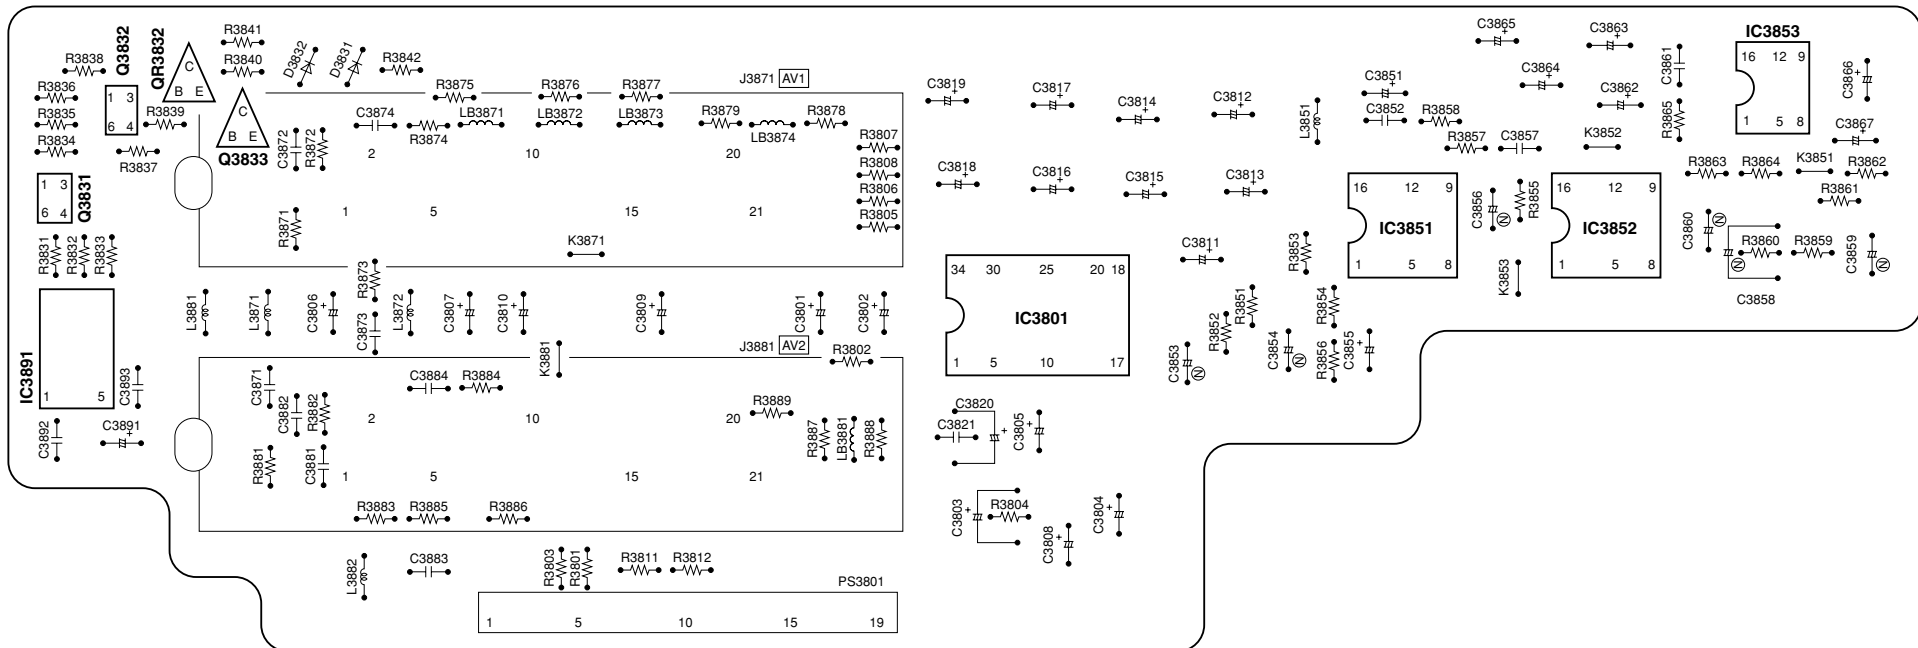 R3841
C3865
C3863
IC3853
R3838
Q3832
QR3832
C
B E
R3840
D3832
D3831
R3842
J3871 AV1
C3819
C3817
C3814
C3812
C3851
C3864
C3861
16 12 9
1 5 8
C3866 +
R3836
1 3
6 4
R3835
R3839
R3834
R3837
C
B E
Q3833
R3875
R3876
R3877
C3874
R3874
LB3871
LB3872
LB3873
R3879
LB3874
R3878
C3872
R3872
2
10
20
R3807
R3808
R3806
R3805
L3851
C3852
R3858
R3857
C3857
C3862
K3852
R3865
C3867
1 3
6 4
Q3831
C3818
C3816
C3815
C3813
16 12 9
IC3851
1 5 8
C3856
N
R3855
16 12 9
IC3852
1 5 8
R3863
R3864
K3851
R3862
R3861
R3871
1
5
15
21
K3871
R3831
R3832
R3833
R3873
C3811
R3853
K3853
C3860
N
R3860
R3859
N
C3858
C3859
N
34 30 25 20 18
IC3801
1 5 10 17
L3881
L3871
C3806 +
C3873
L3872
C3807 +
C3810 +
C3809 +
C3801 +
C3802 +
R3851
R3852
R3854
C3853
N
C3854
N
R3856
C3855 +
IC3891
1 5
C3893
J3881 AV2
K3881
R3802
C3871
C3884
R3884
C3882
R3882
2
10
20
R3889
C3892
C3891
R3887
LB3881
R3888
C3820
C3821
+
C3805 +
R3881
C3881
1
5
15
21
R3883
R3885
R3886
C3803 +
R3804
C3808 +
C3804 +
L3882
C3883
R3803
R3801
R3811
R3812
PS3801
1 5 10 15 19